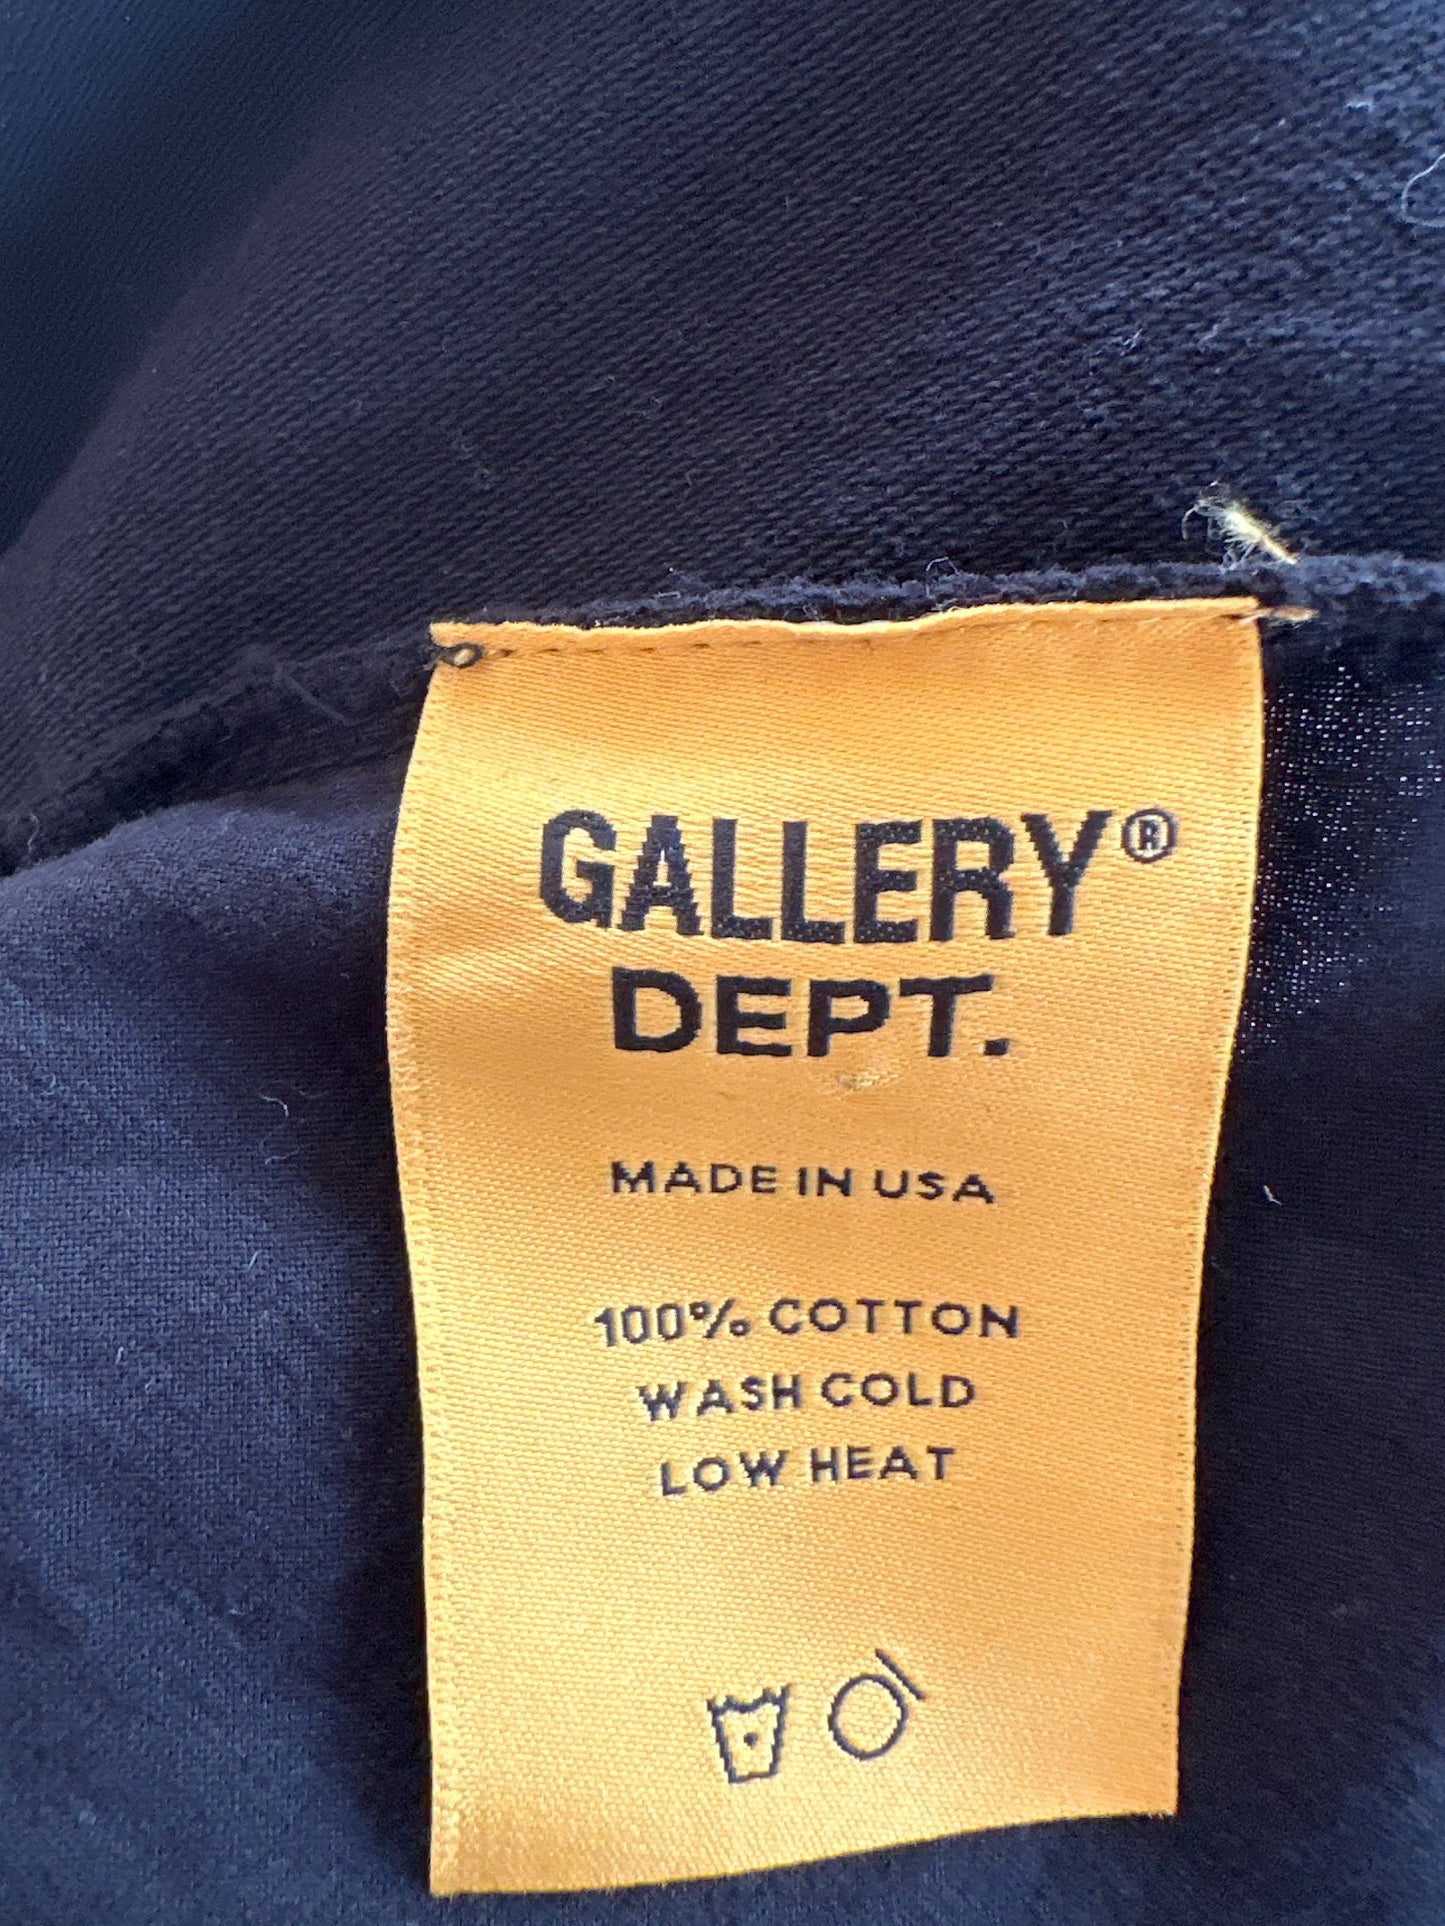 GALLERY®
DEPT.
MADE IN USA
100% COTTON
WASH COLD
LOW HEAT